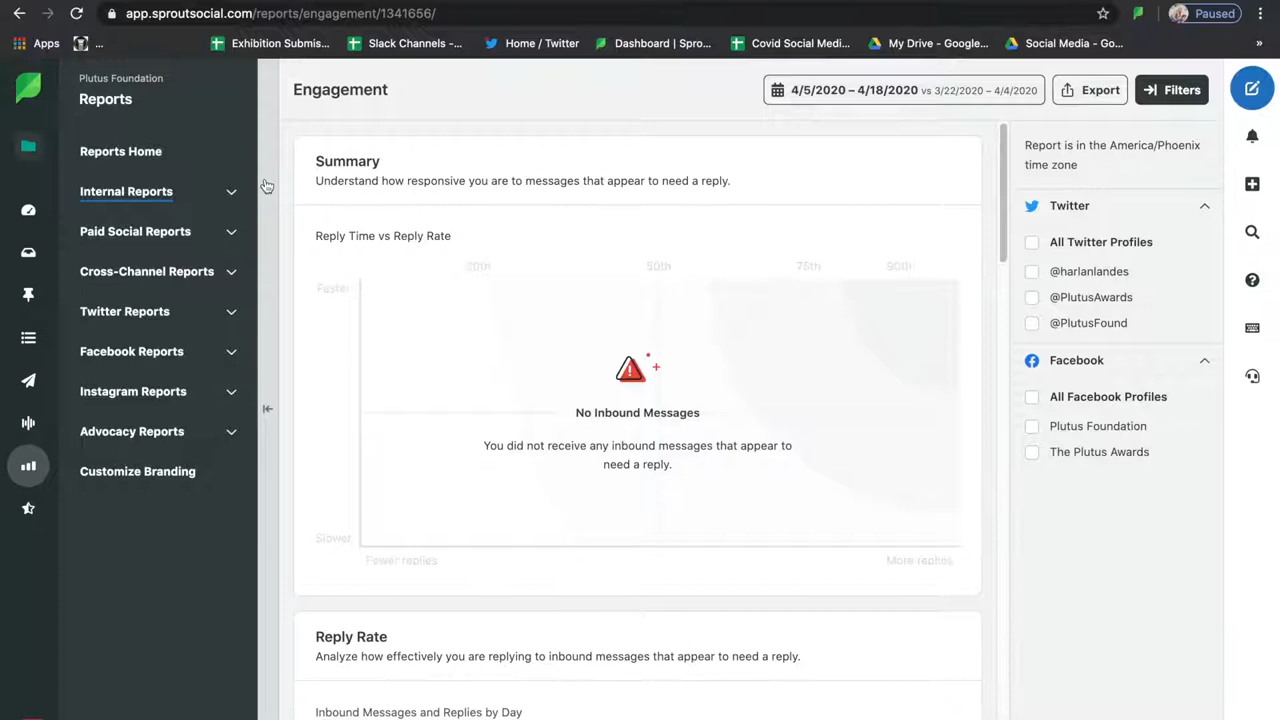 app.sproutsocial.com/reports/engagement/1341656/
Paused
Apps
...
Exhibition Submis...
Slack Channels -...
Home / Twitter
Dashboard | Spro...
Covid Social Medi...
My Drive - Google...
Social Media - Go...
»
Plutus Foundation
Reports
Reports Home
Internal Reports
Paid Social Reports
Cross-Channel Reports
Twitter Reports
Facebook Reports
Instagram Reports
Advocacy Reports
Customize Branding
Engagement
4/5/2020 – 4/18/2020 vs 3/22/2020 – 4/4/2020
Export
Filters
Summary
Understand how responsive you are to messages that appear to need a reply.
Reply Time vs Reply Rate
50th
75th
90th
Faster
No Inbound Messages
You did not receive any inbound messages that appear to
need a reply.
Slower
Fewer replies
More replies
Reply Rate
Analyze how effectively you are replying to inbound messages that appear to need a reply.
Inbound Messages and Replies by Day
Report is in the America/Phoenix
time zone
Twitter
All Twitter Profiles
@harlanlandes
@PlutusAwards
@PlutusFound
Facebook
All Facebook Profiles
Plutus Foundation
The Plutus Awards